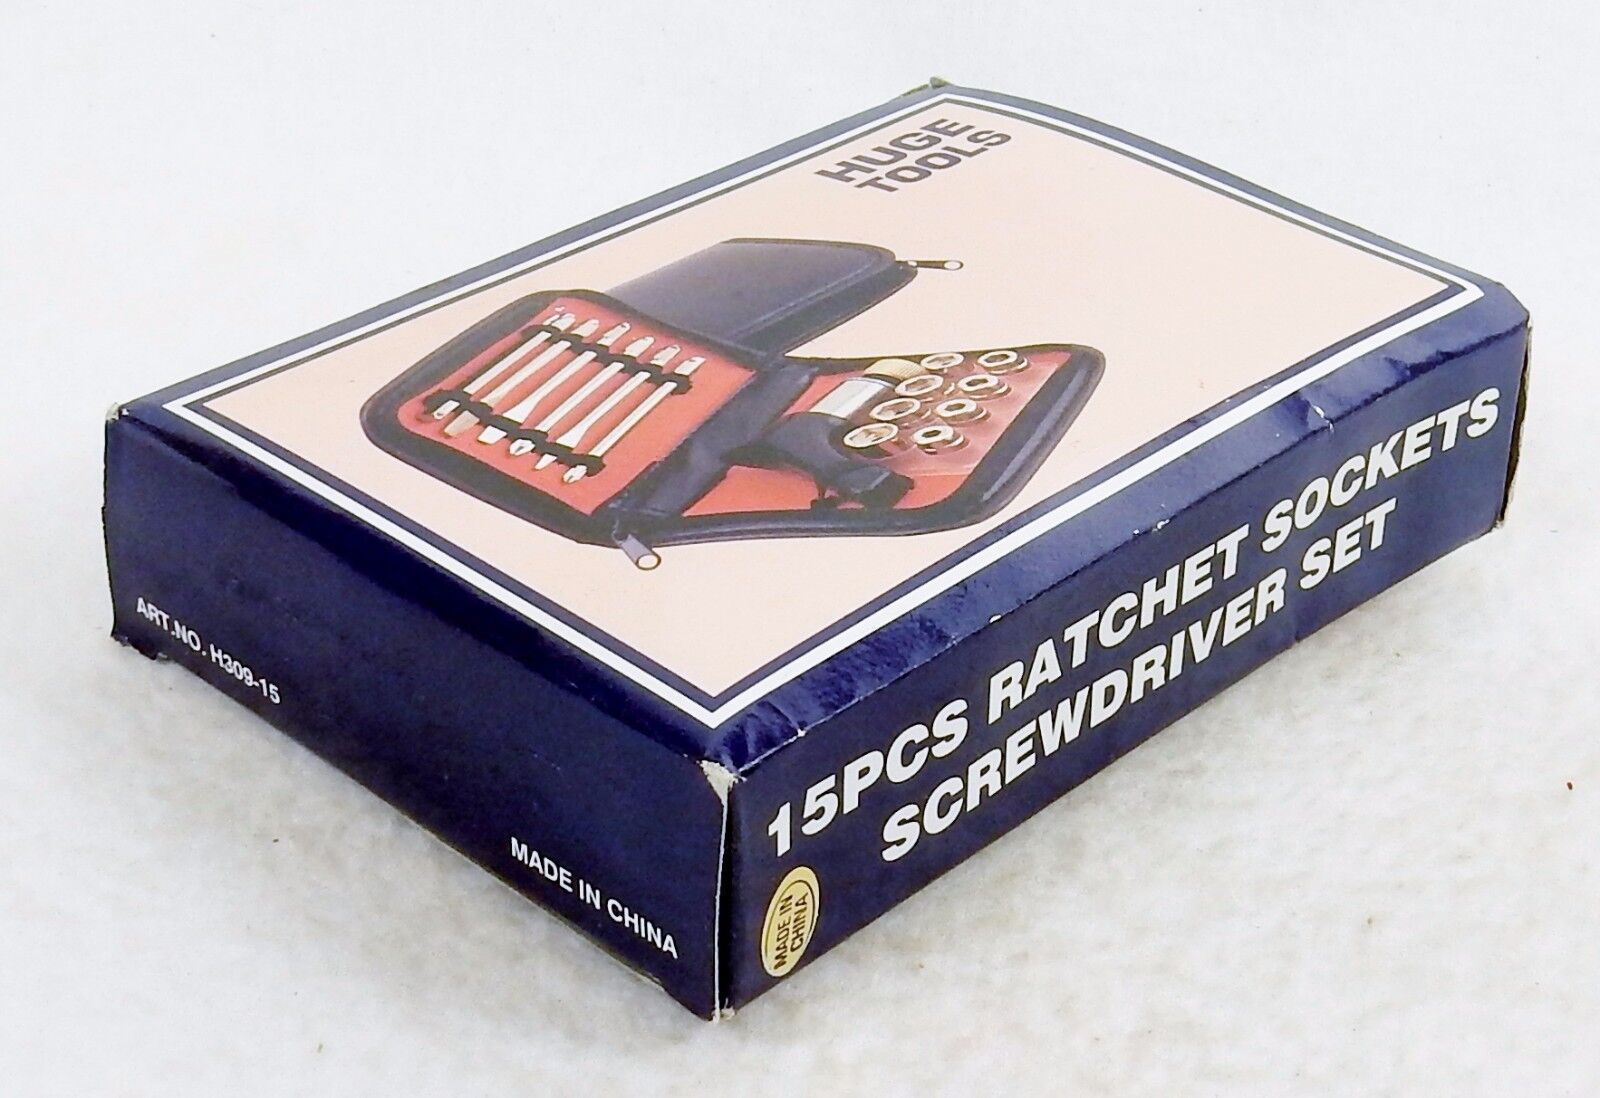 HUGE
TOOLS
15PCS RATCHET SOCKETS
SCREWDRIVER SET
MADE IN
CHINA
ART.NO. H309-15
MADE IN CHINA